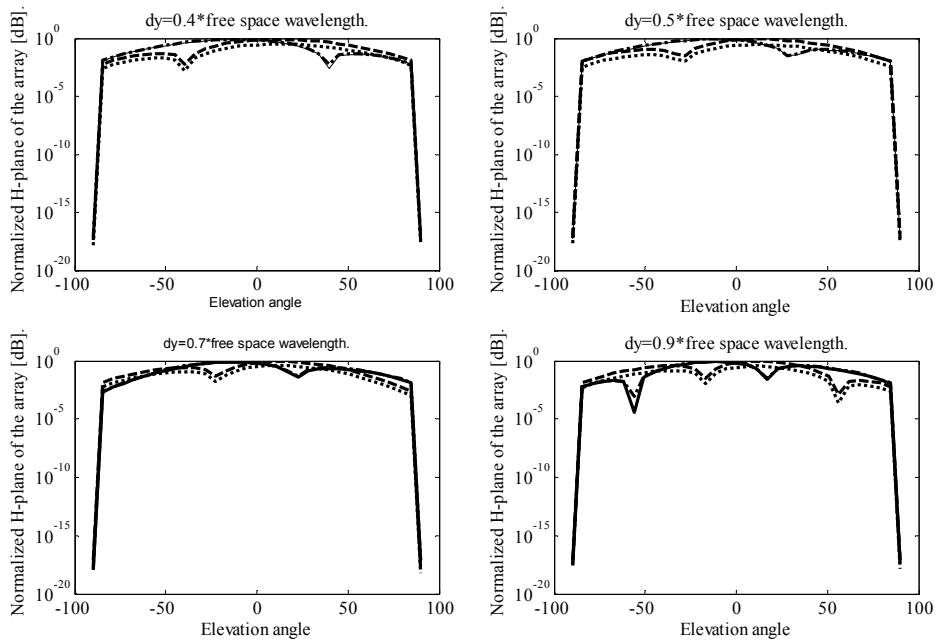 dy=0.4*free space wavelength.
Normalized H-plane of the array [dB].
10^0
10^-5
10^-10
10^-15
10^-20
-100 -50 0 50 100
Elevation angle
dy=0.5*free space wavelength.
Normalized H-plane of the array [dB].
10^0
10^-5
10^-10
10^-15
10^-20
-100 -50 0 50 100
Elevation angle
dy=0.7*free space wavelength.
Normalized H-plane of the array [dB].
10^0
10^-5
10^-10
10^-15
10^-20
-100 -50 0 50 100
Elevation angle
dy=0.9*free space wavelength.
Normalized H-plane of the array [dB].
10^0
10^-5
10^-10
10^-15
10^-20
-100 -50 0 50 100
Elevation angle